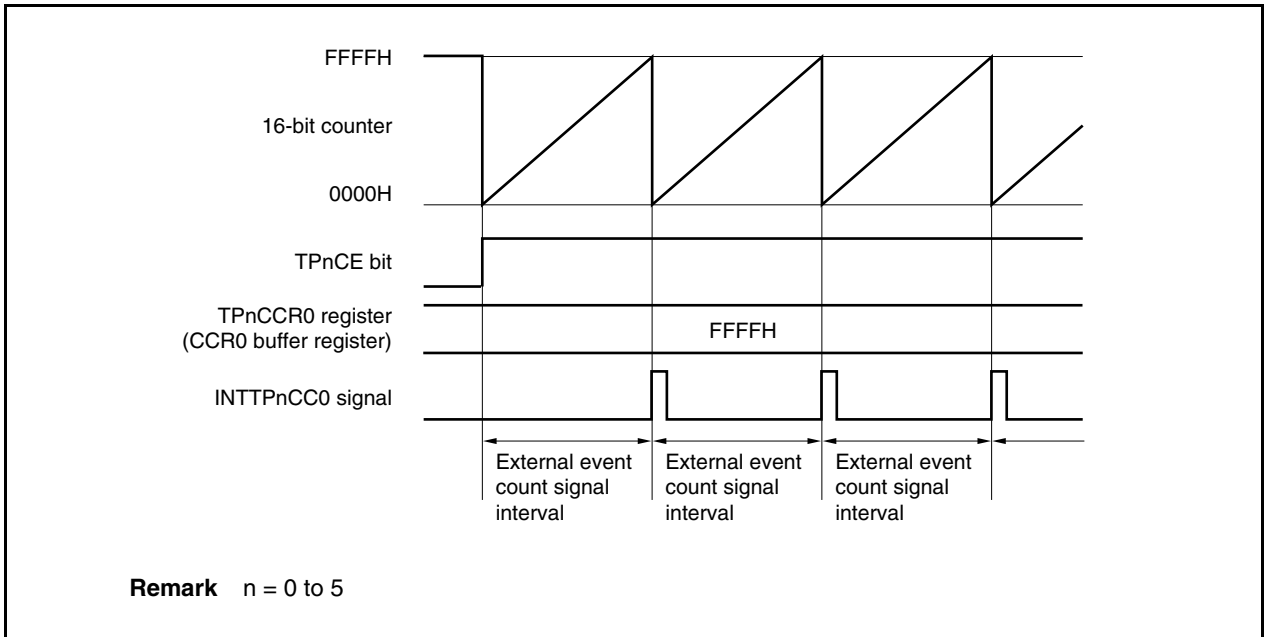 FFFFH
16-bit counter
0000H
TPnCE bit
TPnCCR0 register
(CCR0 buffer register)
FFFFH
INTTPnCC0 signal
External event
count signal
interval
External event
count signal
interval
External event
count signal
interval
Remark n = 0 to 5